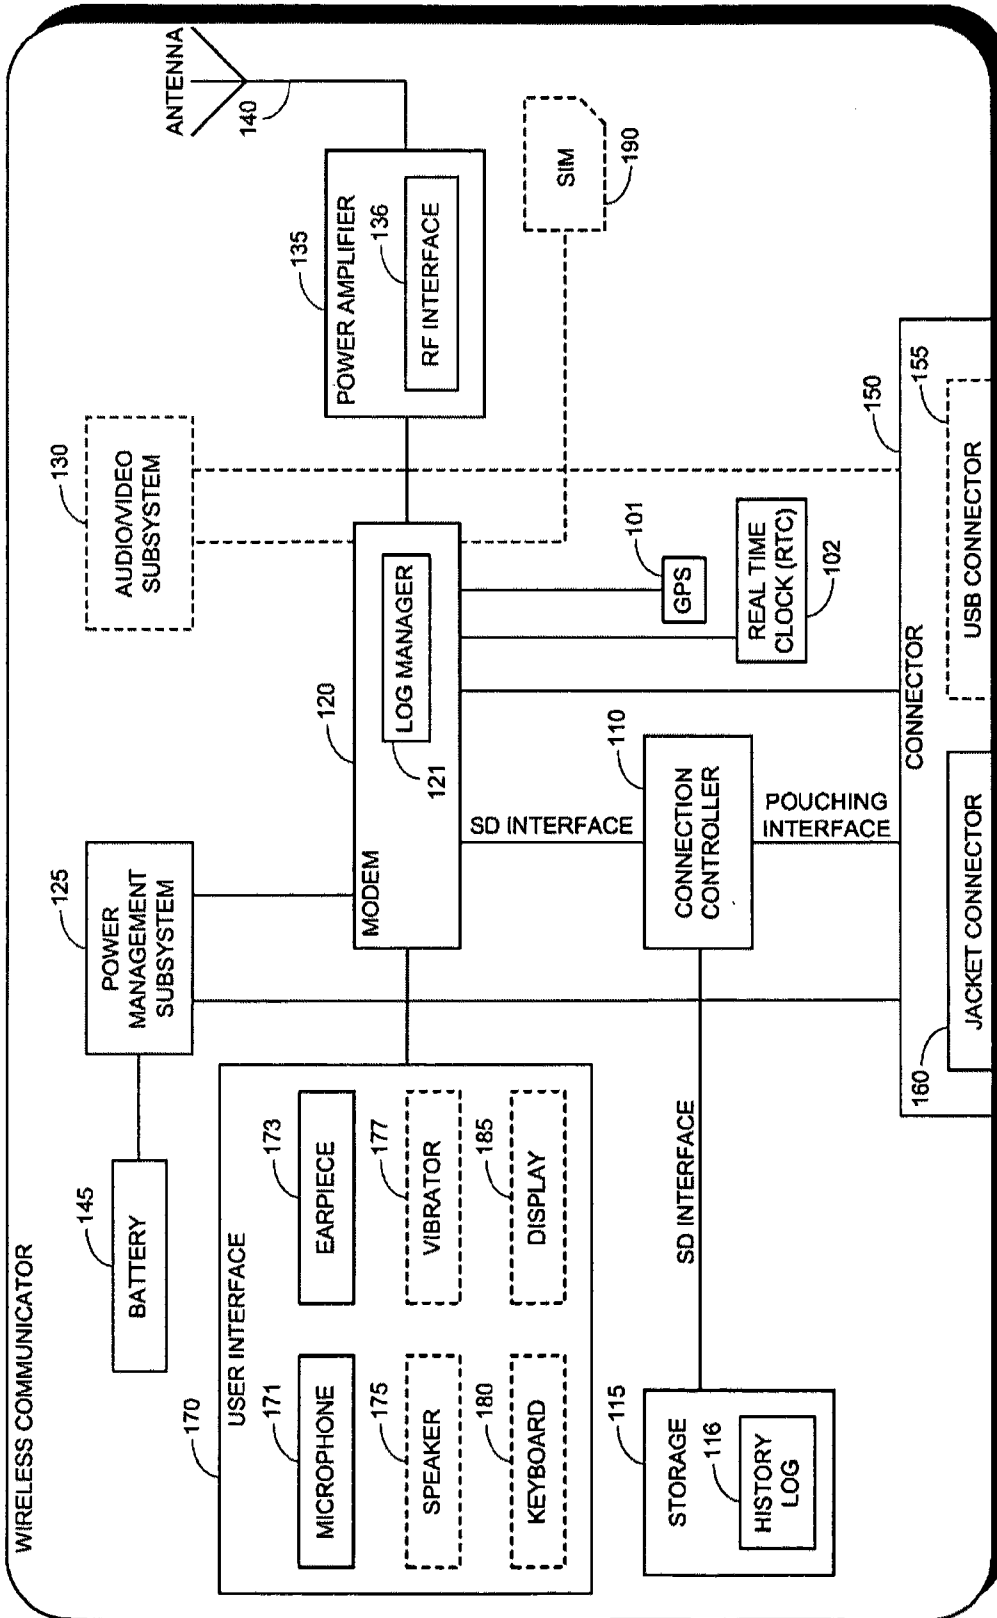 WIRELESS COMMUNICATOR
145
BATTERY
125
POWER
MANAGEMENT
SUBSYSTEM
130
AUDIO/VIDEO
SUBSYSTEM
ANTENNA
140
170
USER INTERFACE
171
MICROPHONE
173
EARPIECE
175
SPEAKER
177
VIBRATOR
180
KEYBOARD
185
DISPLAY
120
MODEM
121
LOG MANAGER
135
POWER AMPLIFIER
136
RF INTERFACE
SIM
190
SD INTERFACE
101
GPS
REAL TIME
CLOCK (RTC)
102
115
STORAGE
116
HISTORY
LOG
SD INTERFACE
110
CONNECTION
CONTROLLER
POUCHING
INTERFACE
150
CONNECTOR
160
JACKET CONNECTOR
155
USB CONNECTOR